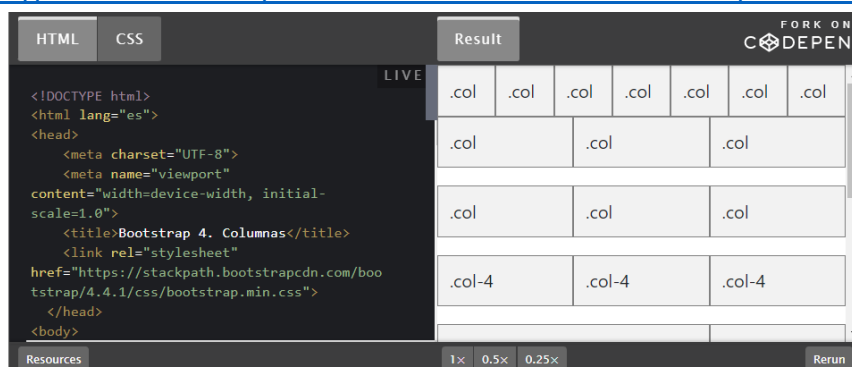 HTML CSS Result FORK ON
CODEPEN
LIVE
<!DOCTYPE html>
<html lang="es">
<head>
<meta charset="UTF-8">
<meta name="viewport"
content="width=device-width, initial-
scale=1.0">
<title>Bootstrap 4. Columnas</title>
<link rel="stylesheet"
href="https://stackpath.bootstrapcdn.com/boo
tstrap/4.4.1/css/bootstrap.min.css">
</head>
<body>
.col .col .col .col .col .col .col
.col .col .col
.col .col .col
.col-4 .col-4 .col-4
Resources 1× 0.5× 0.25× Rerun